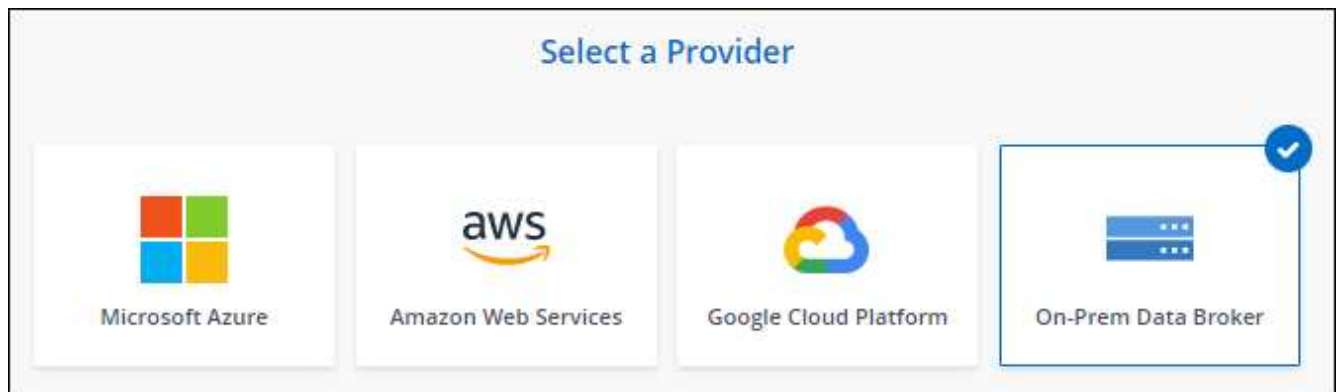 Select a Provider
aws
Microsoft Azure
Amazon Web Services
Google Cloud Platform
On-Prem Data Broker